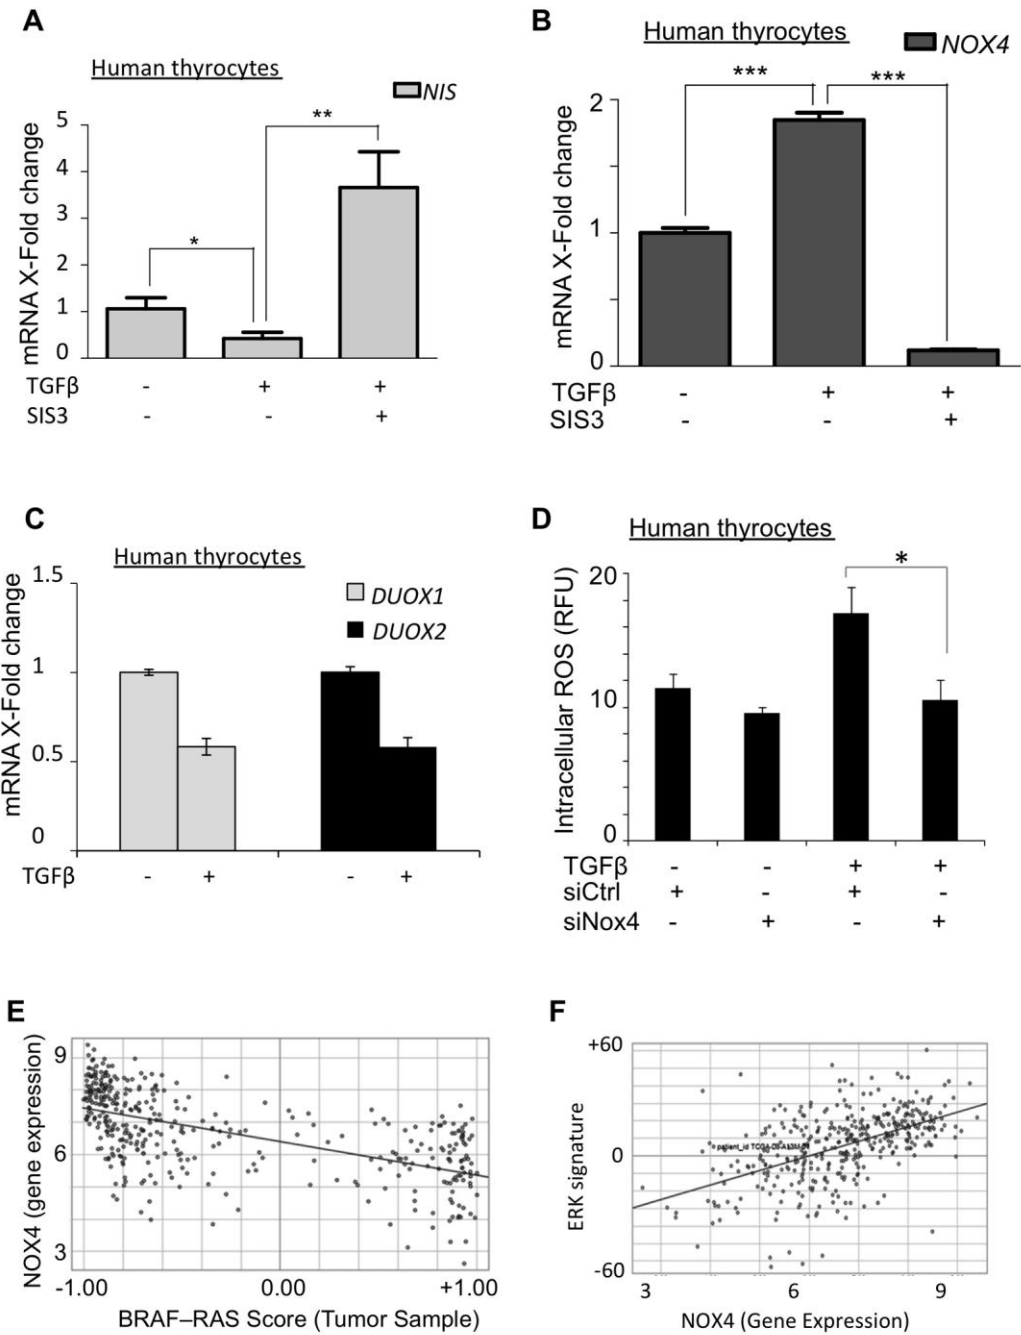 A
Human thyrocytes
NIS
**
*
mRNA X-Fold change
5
4
3
2
1
0
TGFβ - + +
SIS3 - - +
B
Human thyrocytes
NOX4
*** ***
mRNA X-Fold change
2
1
0
TGFβ - + +
SIS3 - - +
C
Human thyrocytes
DUOX1
DUOX2
mRNA X-Fold change
1.5
1
0.5
0
TGFβ - + - +
D
Human thyrocytes
*
Intracellular ROS (RFU)
20
10
0
TGFβ - - + +
siCtrl + - + -
siNox4 - + - +
E
NOX4 (gene expression)
9
6
3
-1.00 0.00 +1.00
BRAF–RAS Score (Tumor Sample)
F
ERK signature
+60
0
-60
3 6 9
NOX4 (Gene Expression)